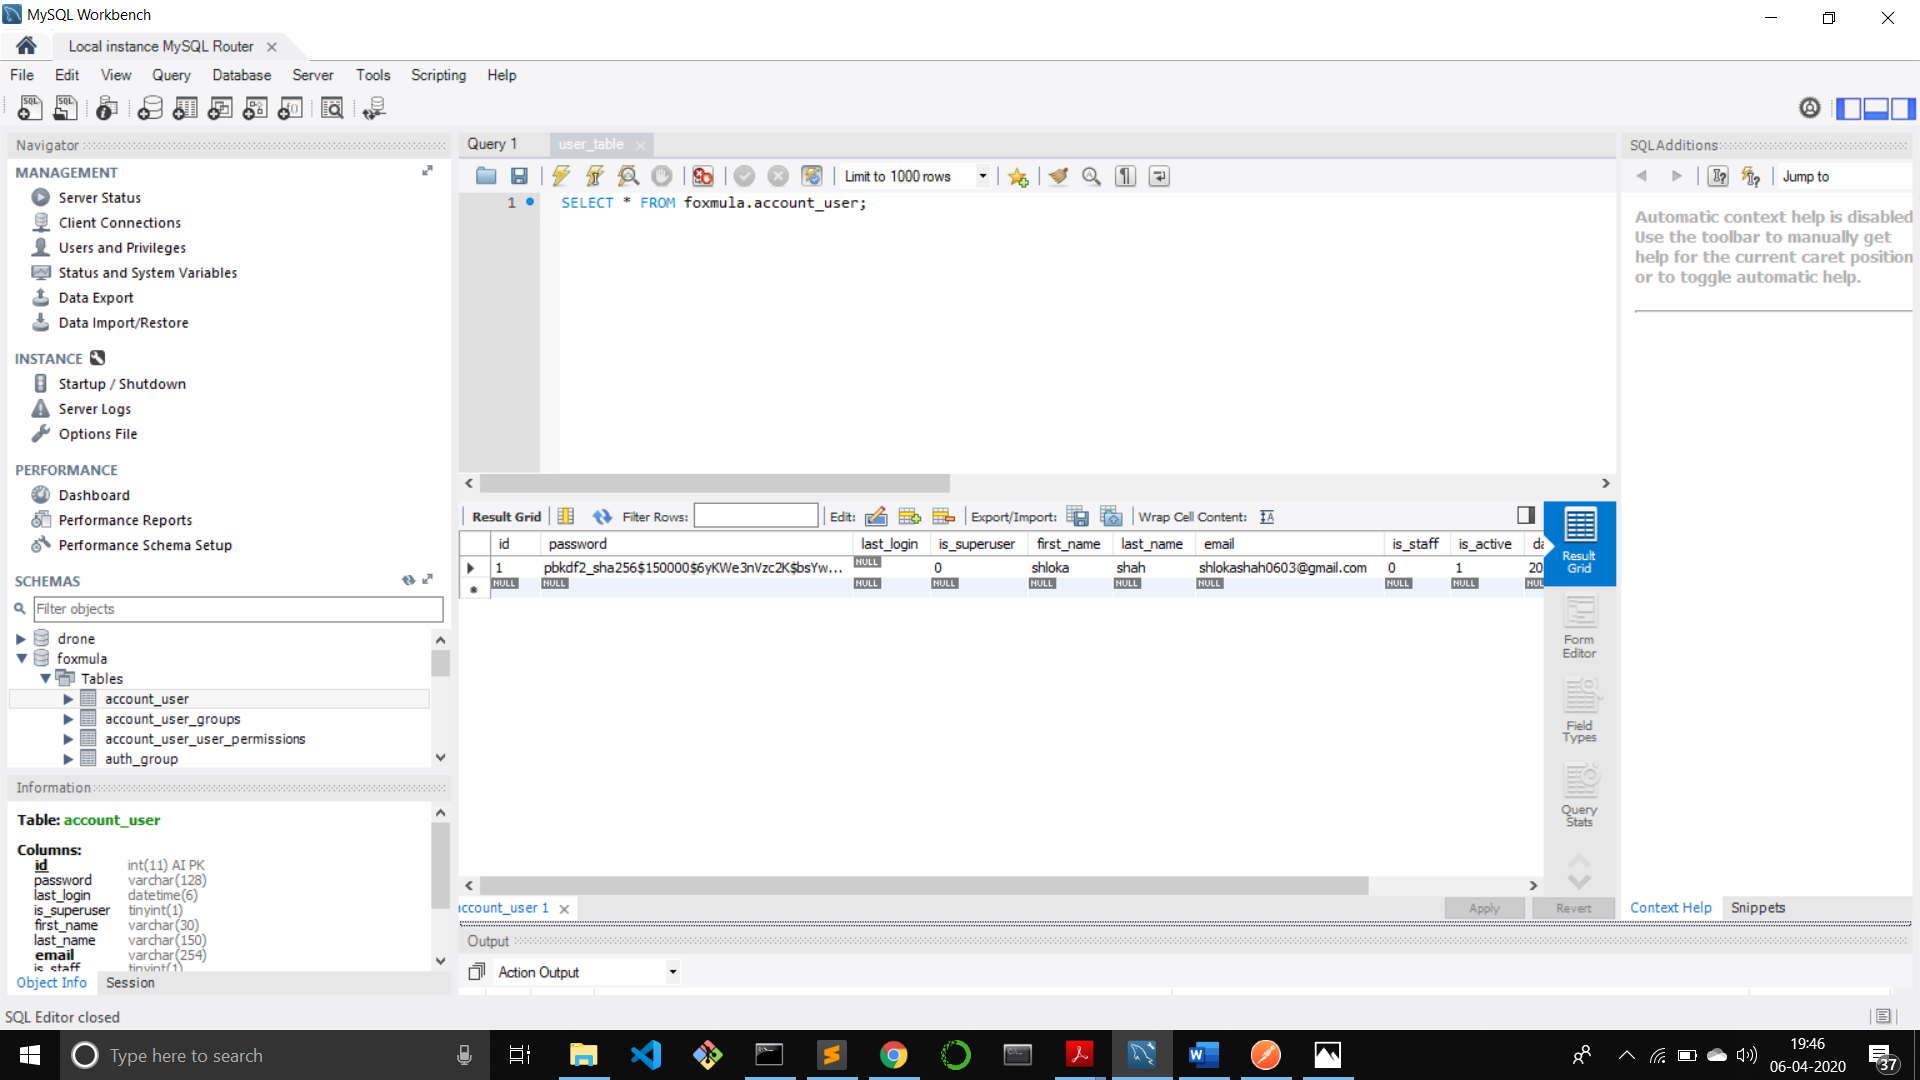 MySQL Workbench
Local instance MySQL Router
File Edit View Query Database Server Tools Scripting Help
Navigator
MANAGEMENT
Server Status
Client Connections
Users and Privileges
Status and System Variables
Data Export
Data Import/Restore
INSTANCE
Startup / Shutdown
Server Logs
Options File
PERFORMANCE
Dashboard
Performance Reports
Performance Schema Setup
SCHEMAS
Filter objects
drone
foxmula
Tables
account_user
account_user_groups
account_user_user_permissions
auth_group
Information
Table: account_user
Columns:
id int(11) AI PK
password varchar(128)
last_login datetime(6)
is_superuser tinyint(1)
first_name varchar(30)
last_name varchar(150)
email varchar(254)
is_staff tinyint(1)
Object Info Session
Query 1 user_table
Limit to 1000 rows
1 SELECT * FROM foxmula.account_user;
Result Grid Filter Rows: Edit: Export/Import: Wrap Cell Content:
id password last_login is_superuser first_name last_name email is_staff is_active da
1 pbkdf2_sha256$150000$6yKWe3nVzc2K$bsYw... NULL 0 shloka shah shlokashah0603@gmail.com 0 1 20
NULL NULL NULL NULL NULL NULL NULL NULL NULL NUL
Result
Grid
Form
Editor
Field
Types
Query
Stats
account_user 1
Apply Revert
Output
Action Output
SQLAdditions
Jump to
Automatic context help is disabled
Use the toolbar to manually get
help for the current caret position
or to toggle automatic help.
Context Help Snippets
SQL Editor closed
Type here to search
19:46
06-04-2020
37